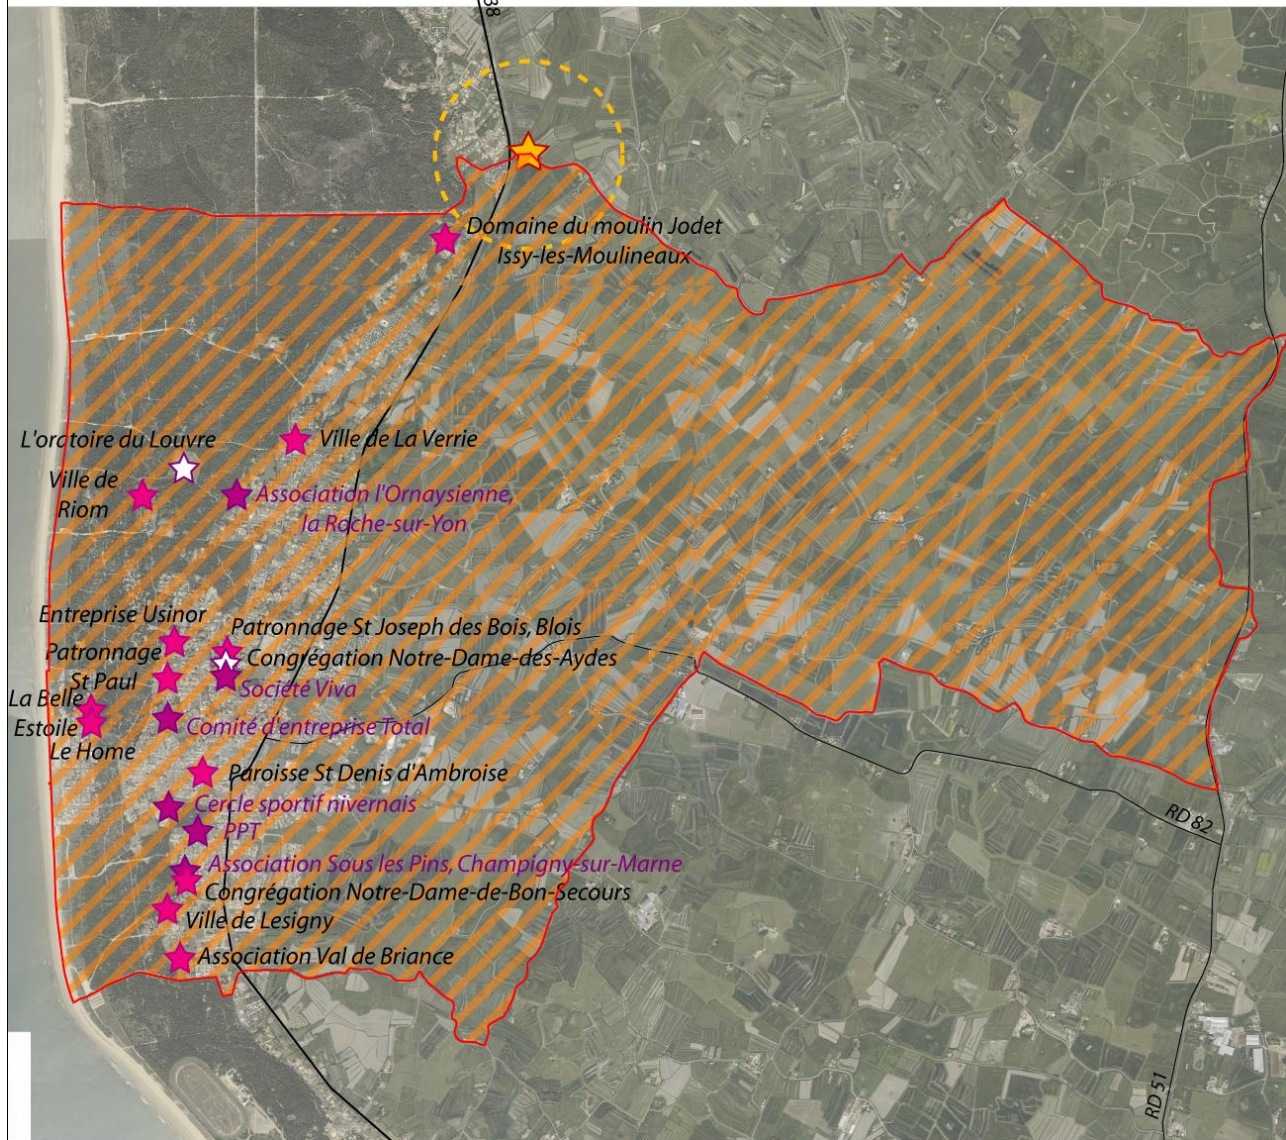 38
Domaine du moulin Jodet
Issy-les-Moulineaux
L'oratoire du Louvre
Ville de La Verrie
Ville de
Riom
Association l'Ornaysienne,
la Roche-sur-Yon
Entreprise Usinor
Patronnage St Joseph des Bois, Blois
Patronnage
St Paul
Congrégation Notre-Dame-des-Aydes
Société Viva
La Belle
Estoile
Comité d'entreprise Total
Le Home
Paroisse St Denis d'Ambroise
Cercle sportif nivernais
PPT
RD 82
Association Sous les Pins, Champigny-sur-Marne
Congrégation Notre-Dame-de-Bon-Secours
Ville de Lesigny
Association Val de Briance
RD 51